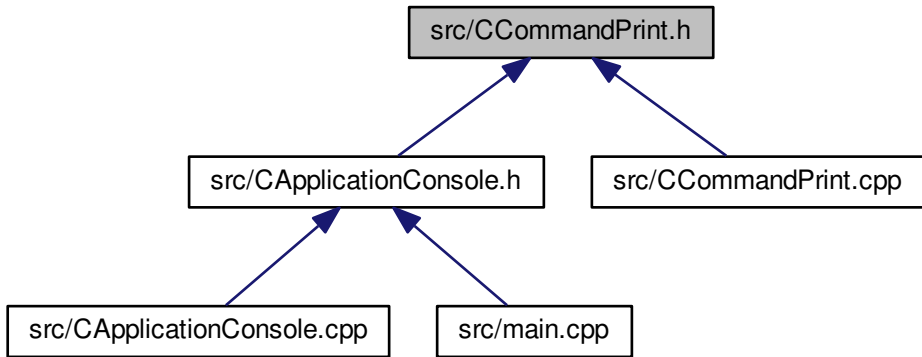 src/CCommandPrint.h
src/CApplicationConsole.h
src/CCommandPrint.cpp
src/CApplicationConsole.cpp
src/main.cpp